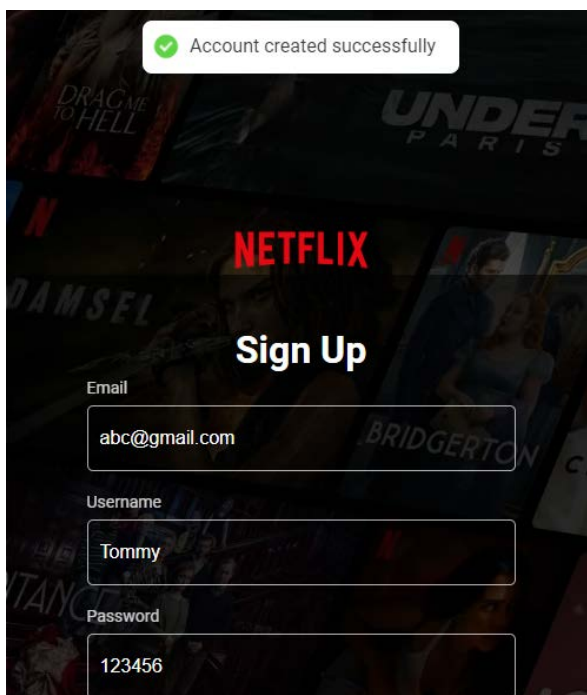 Account created successfully
DRAG ME
TO HELL
UNDER
PARIS
N
NETFLIX
DAMSEL
Sign Up
Email
abc@gmail.com
BRIDGERTON
C
Username
Tommy
TANC
Password
123456